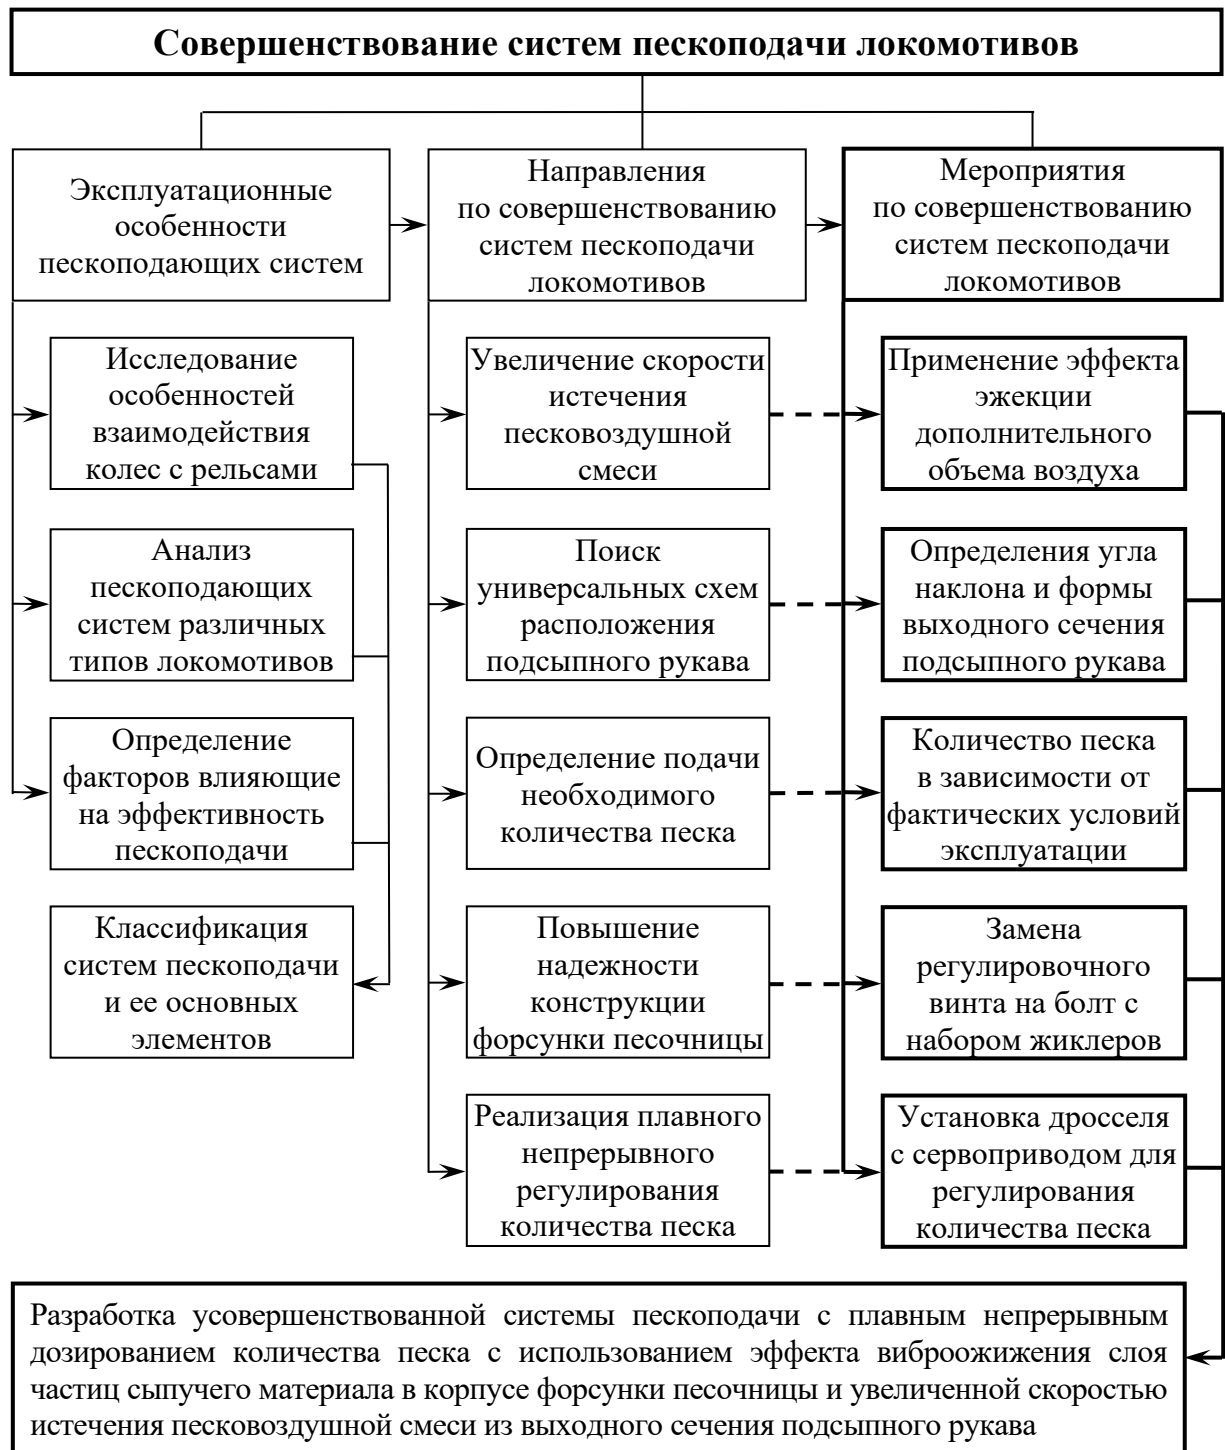 Совершенствование систем пескоподачи локомотивов
Эксплуатационные
особенности
пескоподающих систем
Направления
по совершенствованию
систем пескоподачи
локомотивов
Мероприятия
по совершенствованию
систем пескоподачи
локомотивов
Исследование
особенностей
взаимодействия
колес с рельсами
Увеличение скорости
истечения
песковоздушной
смеси
Применение эффекта
эжекции
дополнительного
объема воздуха
Анализ
пескоподающих
систем различных
типов локомотивов
Поиск
универсальных схем
расположения
подсыпного рукава
Определения угла
наклона и формы
выходного сечения
подсыпного рукава
Определение
факторов влияющие
на эффективность
пескоподачи
Определение подачи
необходимого
количества песка
Количество песка
в зависимости от
фактических условий
эксплуатации
Классификация
систем пескоподачи
и ее основных
элементов
Повышение
надежности
конструкции
форсунки песочницы
Замена
регулировочного
винта на болт с
набором жиклеров
Реализация плавного
непрерывного
регулирования
количества песка
Установка дросселя
с сервоприводом для
регулирования
количества песка
Разработка усовершенствованной системы пескоподачи с плавным непрерывным
дозированием количества песка с использованием эффекта виброожижения слоя
частиц сыпучего материала в корпусе форсунки песочницы и увеличенной скоростью
истечения песковоздушной смеси из выходного сечения подсыпного рукава